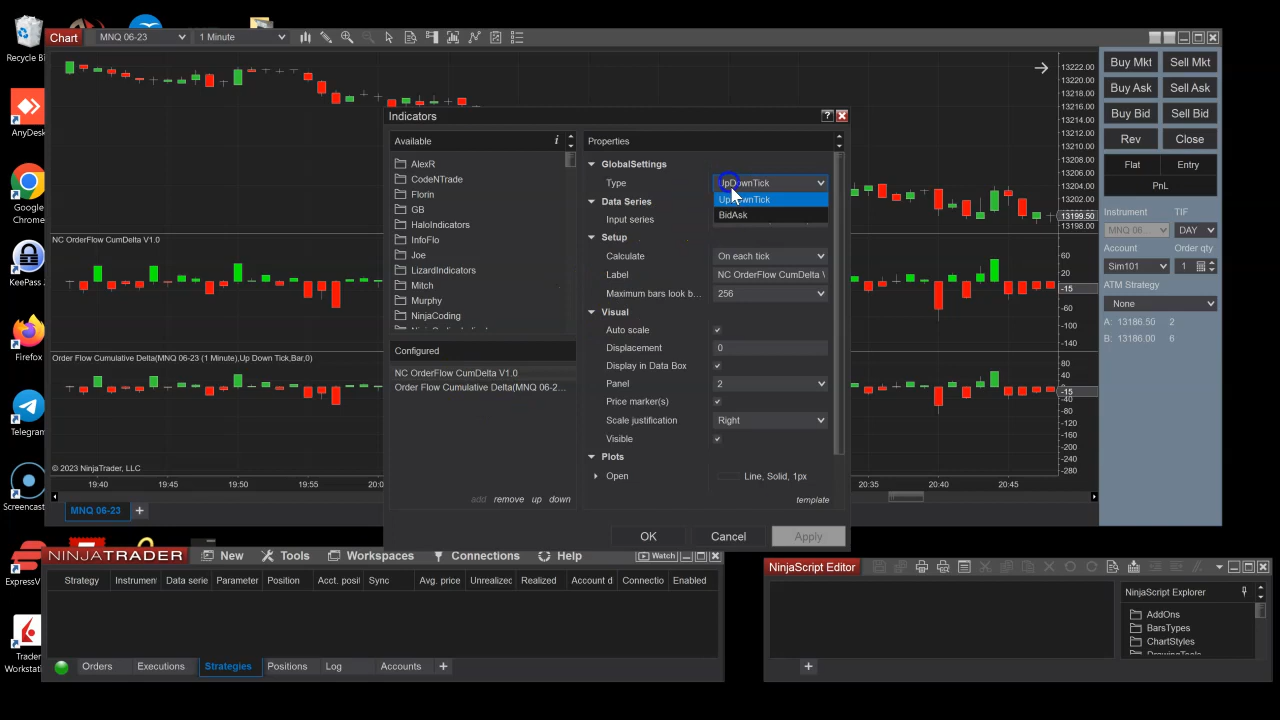 Recycle Bi
AnyDesk
Google
Chrome
KeePass
Firefox
Telegram
Screencast
ExpressV
Trader
Workstati
Chart
MNQ 06-23
1 Minute
13222.00
13220.00
13218.00
13216.00
13214.00
13212.00
13210.00
13208.00
13206.00
13204.00
13202.00
13199.50
13198.00
NC OrderFlow CumDelta V1.0
60
20
-15
-60
-100
-140
Order Flow Cumulative Delta(MNQ 06-23 (1 Minute),Up Down Tick,Bar,0)
80
40
-15
-40
-80
-120
-160
-200
-240
-280
© 2023 NinjaTrader, LLC
19:40
19:45
19:50
19:55
20:0
20:35
20:40
20:45
MNQ 06-23
Buy Mkt
Sell Mkt
Buy Ask
Sell Ask
Buy Bid
Sell Bid
Rev
Close
Flat
Entry
PnL
Instrument
TIF
MNQ 06
DAY
Account
Order qty
Sim101
1
ATM Strategy
None
A: 13186.50 2
B: 13186.00 6
Indicators
Available
AlexR
CodeNTrade
Florin
GB
HaloIndicators
InfoFlo
Joe
LizardIndicators
Mitch
Murphy
NinjaCoding
Configured
NC OrderFlow CumDelta V1.0
Order Flow Cumulative Delta(MNQ 06-2...
add
remove
up
down
Properties
GlobalSettings
Type
UpDownTick
UpDownTick
BidAsk
Data Series
Input series
Setup
Calculate
On each tick
Label
NC OrderFlow CumDelta V
Maximum bars look b...
256
Visual
Auto scale
Displacement
0
Display in Data Box
Panel
2
Price marker(s)
Scale justification
Right
Visible
Plots
Open
Line, Solid, 1px
template
OK
Cancel
Apply
NINJATRADER
New
Tools
Workspaces
Connections
Help
Watch
Strategy
Instrumen
Data serie
Parameter
Position
Acct. posit
Sync
Avg. price
Unrealized
Realized
Account d
Connectio
Enabled
Orders
Executions
Strategies
Positions
Log
Accounts
NinjaScript Editor
NinjaScript Explorer
AddOns
BarsTypes
ChartStyles
DrawingTools